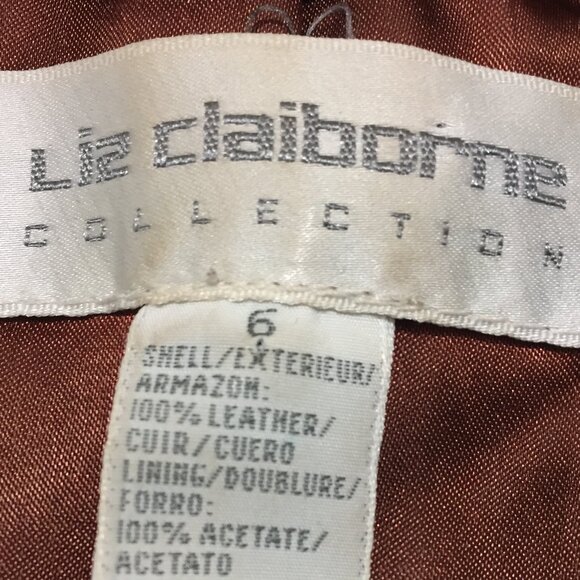 Liz claiborne
COLLECTION
6
SHELL/EXTERIEUR/
ARMAZON:
100% LEATHER/
CUIR/CUERO
LINING/DOUBLURE/
FORRO:
100% ACETATE/
ACETATO